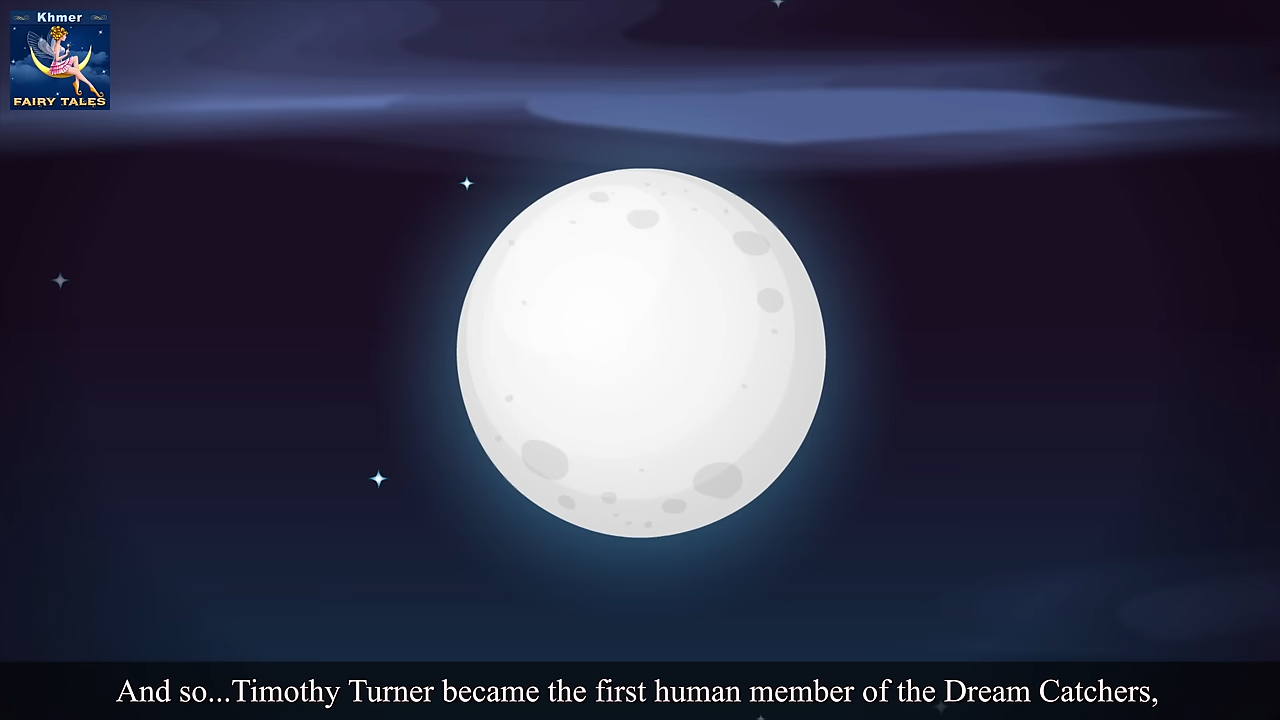 Khmer
FAIRY TALES
And so...Timothy Turner became the first human member of the Dream Catchers,